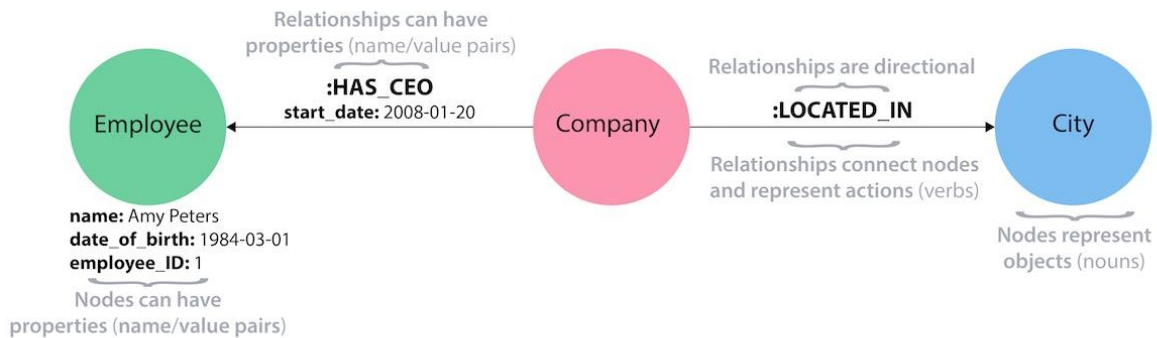 Relationships can have
properties (name/value pairs)
:HAS_CEO
start_date: 2008-01-20
Relationships are directional
:LOCATED_IN
Employee
Company
City
Relationships connect nodes
and represent actions (verbs)
name: Amy Peters
date_of_birth: 1984-03-01
employee_ID: 1
Nodes can have
properties (name/value pairs)
Nodes represent
objects (nouns)